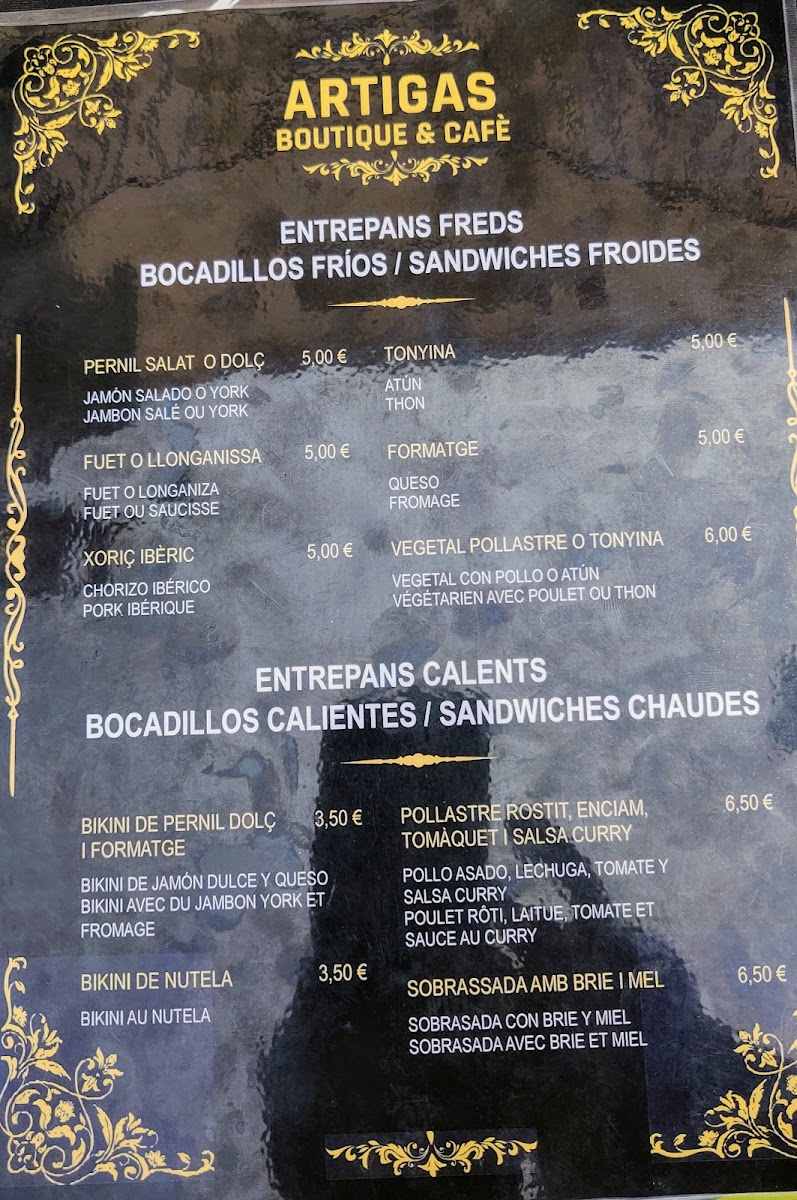 ARTIGAS
BOUTIQUE & CAFÈ
ENTREPANS FREDS
BOCADILLOS FRÍOS / SANDWICHES FROIDES
PERNIL SALAT O DOLÇ 5,00 €
JAMÓN SALADO O YORK
JAMBON SALÉ OU YORK
FUET O LLONGANISSA 5,00 €
FUET O LONGANIZA
FUET OU SAUCISSE
XORIÇ IBÈRIC 5,00 €
CHORIZO IBÉRICO
PORK IBÉRIQUE
TONYINA 5,00 €
ATÚN
THON
FORMATGE 5,00 €
QUESO
FROMAGE
VEGETAL POLLASTRE O TONYINA 6,00 €
VEGETAL CON POLLO O ATÚN
VÉGÉTARIEN AVEC POULET OU THON
ENTREPANS CALENTS
BOCADILLOS CALIENTES / SANDWICHES CHAUDES
BIKINI DE PERNIL DOLÇ 3,50 €
I FORMATGE
BIKINI DE JAMÓN DULCE Y QUESO
BIKINI AVEC DU JAMBON YORK ET
FROMAGE
BIKINI DE NUTELA 3,50 €
BIKINI AU NUTELA
POLLASTRE ROSTIT, ENCIAM, 6,50 €
TOMÀQUET I SALSA CURRY
POLLO ASADO, LECHUGA, TOMATE Y
SALSA CURRY
POULET RÔTI, LAITUE, TOMATE ET
SAUCE AU CURRY
SOBRASSADA AMB BRIE I MEL 6,50 €
SOBRASADA CON BRIE Y MIEL
SOBRASADA AVEC BRIE ET MIEL